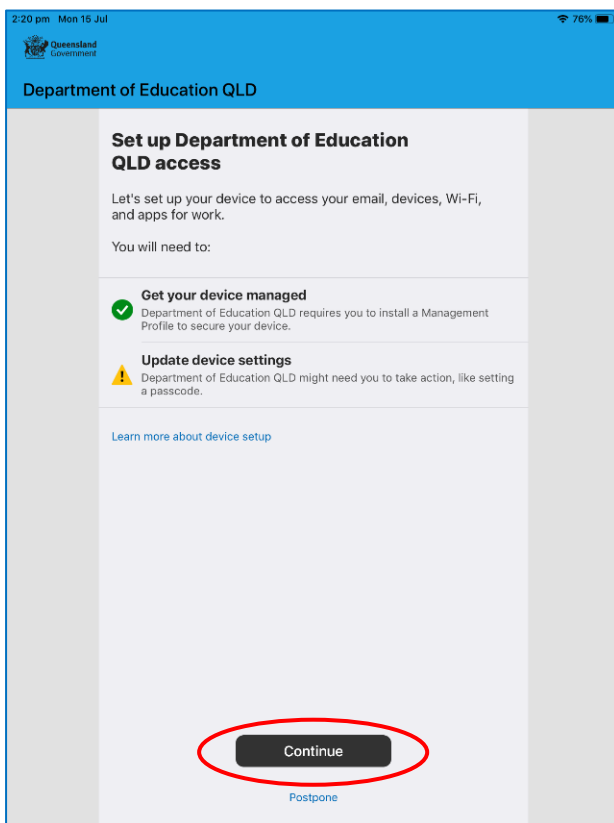 2:20 pm Mon 15 Jul
76%
Queensland
Government
Department of Education QLD
Set up Department of Education
QLD access
Let's set up your device to access your email, devices, Wi-Fi,
and apps for work.
You will need to:
Get your device managed
Department of Education QLD requires you to install a Management
Profile to secure your device.
Update device settings
Department of Education QLD might need you to take action, like setting
a passcode.
Learn more about device setup
Continue
Postpone